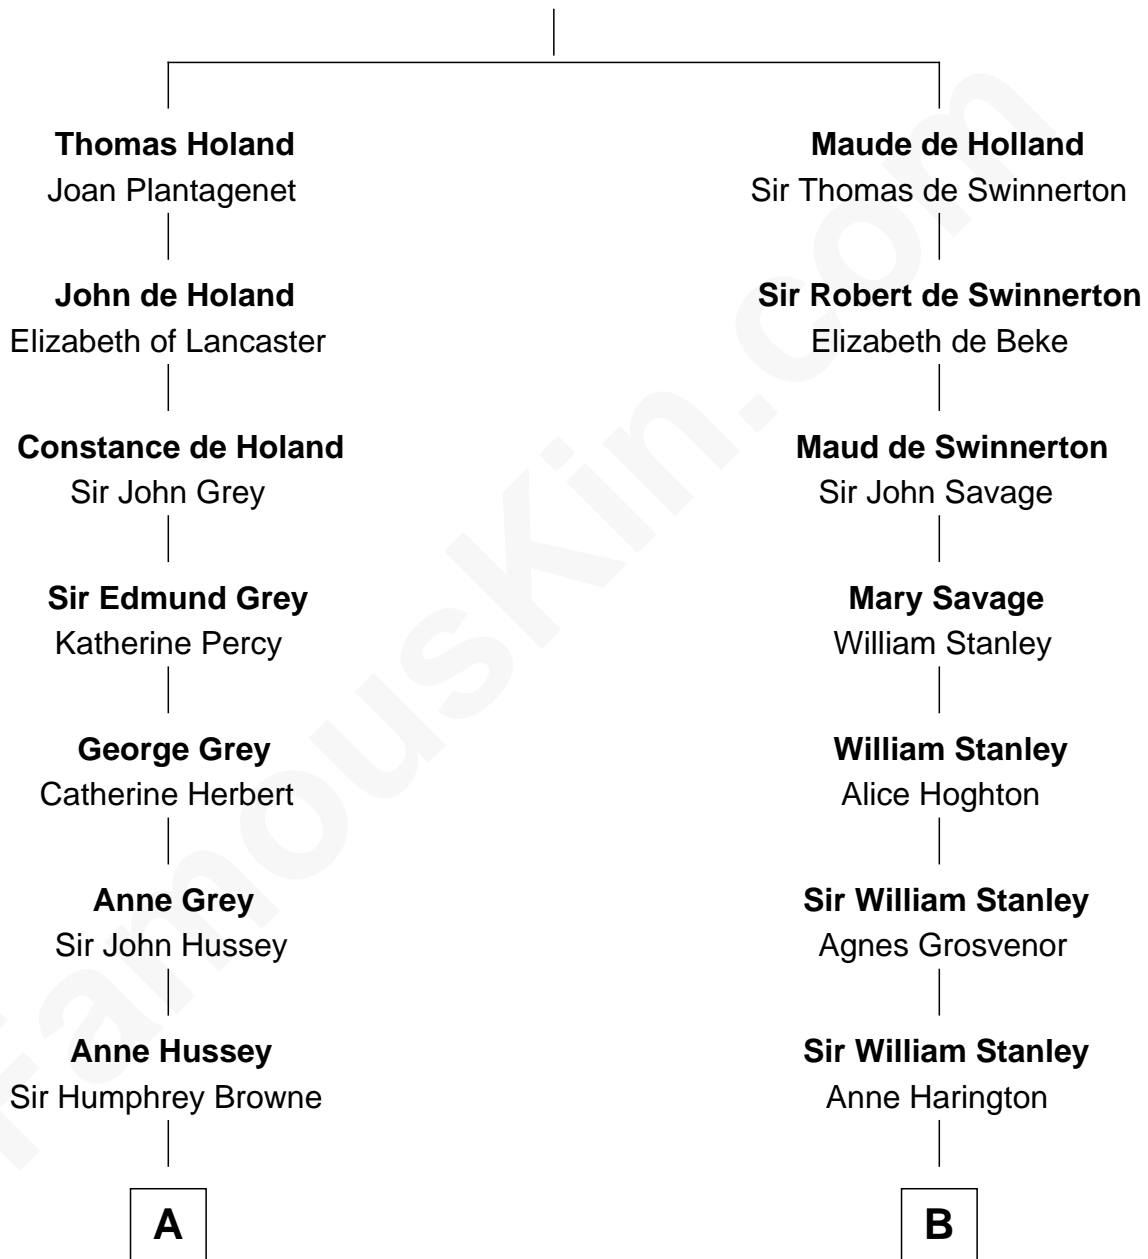 Thomas Holand
Joan Plantagenet
Maude de Holland
Sir Thomas de Swinnerton
John de Holand
Elizabeth of Lancaster
Sir Robert de Swinnerton
Elizabeth de Beke
Constance de Holand
Sir John Grey
Maud de Swinnerton
Sir John Savage
Sir Edmund Grey
Katherine Percy
Mary Savage
William Stanley
George Grey
Catherine Herbert
William Stanley
Alice Hoghton
Anne Grey
Sir John Hussey
Sir William Stanley
Agnes Grosvenor
Anne Hussey
Sir Humphrey Browne
Sir William Stanley
Anne Harington
A
B
FamousKin.com